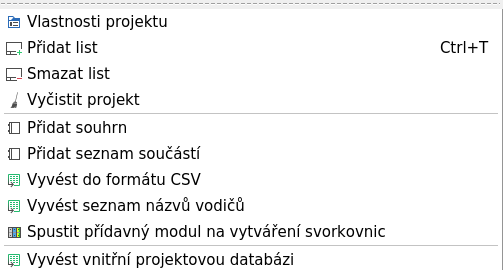 Vlastnosti projektu
Přidat list Ctrl+T
Smazat list
Vyčistit projekt
Přidat souhrn
Přidat seznam součástí
Vyvést do formátu CSV
Vyvést seznam názvů vodičů
Spustit přídavný modul na vytváření svorkovnic
Vyvést vnitřní projektovou databázi